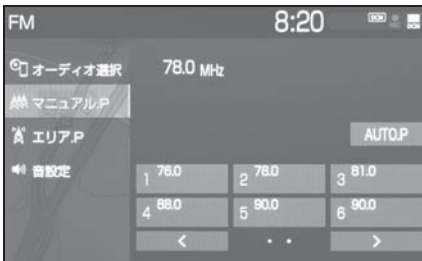 FM
8:20
DCM
DCM
オーディオ選択
78.0 MHz
マニュアル.P
エリア.P
AUTO.P
音設定
1 76.0
2 78.0
3 81.0
4 88.0
5 90.0
6 90.0
<
>